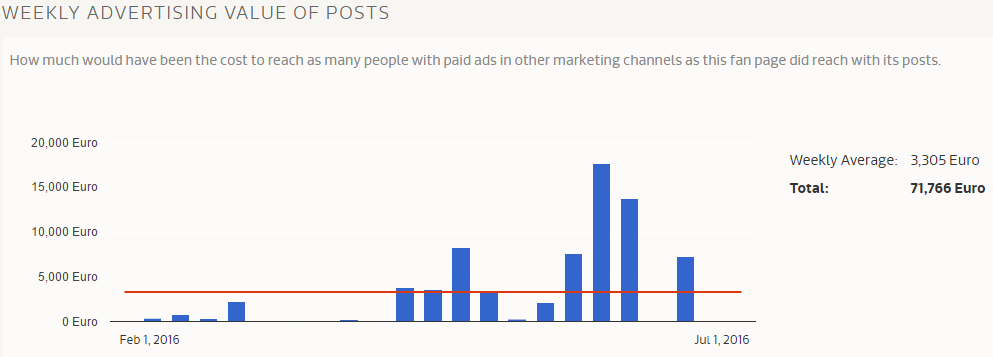 WEEKLY ADVERTISING VALUE OF POSTS
How much would have been the cost to reach as many people with paid ads in other marketing channels as this fan page did reach with its posts.
20,000 Euro
15,000 Euro
10,000 Euro
5,000 Euro
0 Euro
Feb 1, 2016
Jul 1, 2016
Weekly Average: 3,305 Euro
Total: 71,766 Euro